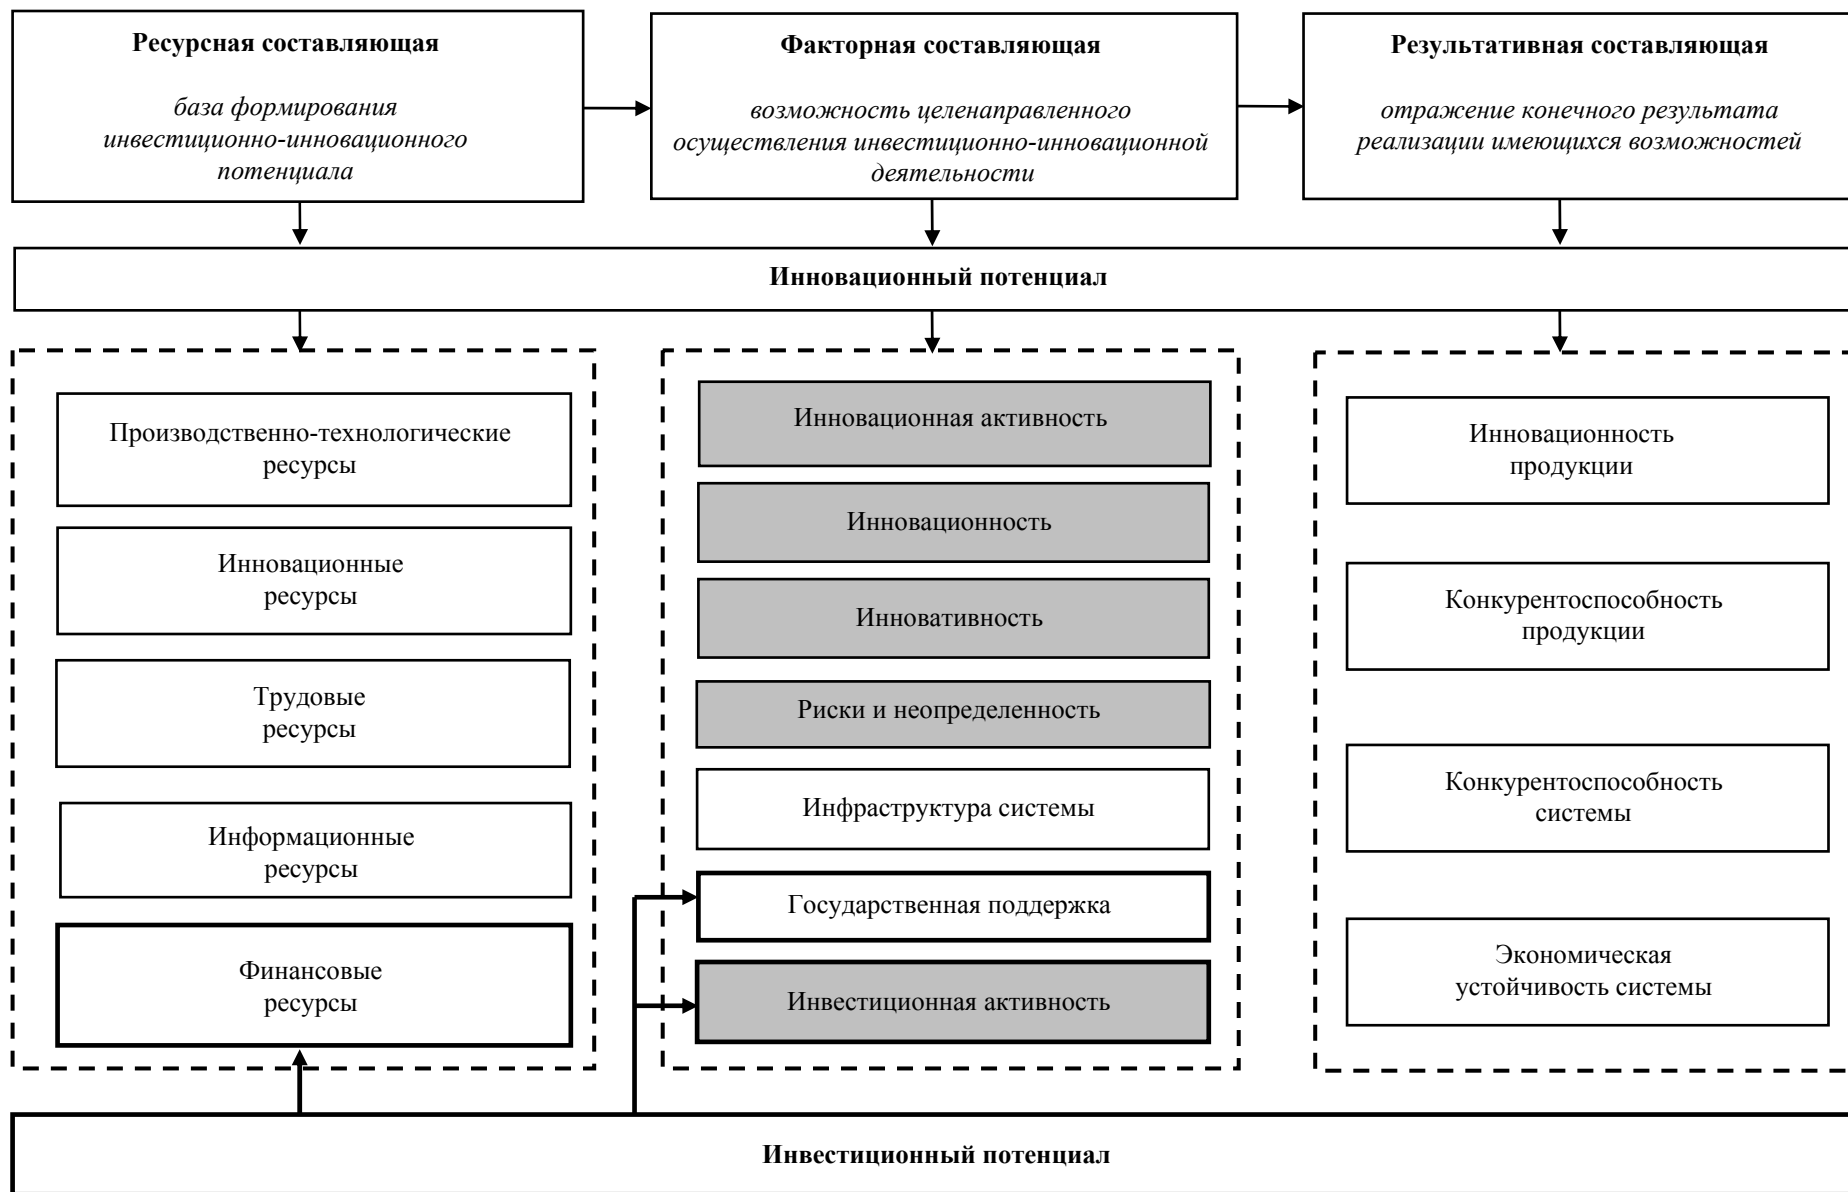 Ресурсная составляющая
база формирования
инвестиционно-инновационного
потенциала
Факторная составляющая
возможность целенаправленного
осуществления инвестиционно-инновационной
деятельности
Результативная составляющая
отражение конечного результата
реализации имеющихся возможностей
Инновационный потенциал
Производственно-технологические
ресурсы
Инновационные
ресурсы
Трудовые
ресурсы
Информационные
ресурсы
Финансовые
ресурсы
Инновационная активность
Инновационность
Инновативность
Риски и неопределенность
Инфраструктура системы
Государственная поддержка
Инвестиционная активность
Инновационность
продукции
Конкурентоспособность
продукции
Конкурентоспособность
системы
Экономическая
устойчивость системы
Инвестиционный потенциал